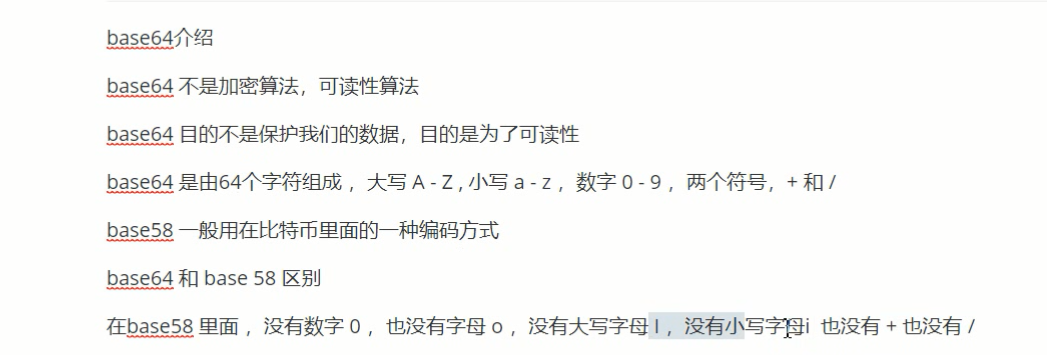 base64介绍
base64 不是加密算法，可读性算法
base64 目的不是保护我们的数据，目的是为了可读性
base64 是由64个字符组成 ，大写 A - Z , 小写 a - z ，数字 0 - 9 ，两个符号，+ 和 /
base58 一般用在比特币里面的一种编码方式
base64 和 base 58 区别
在base58 里面 ，没有数字 0 ，也没有字母 o ，没有大写字母 I ，没有小写字母i 也没有 + 也没有 /